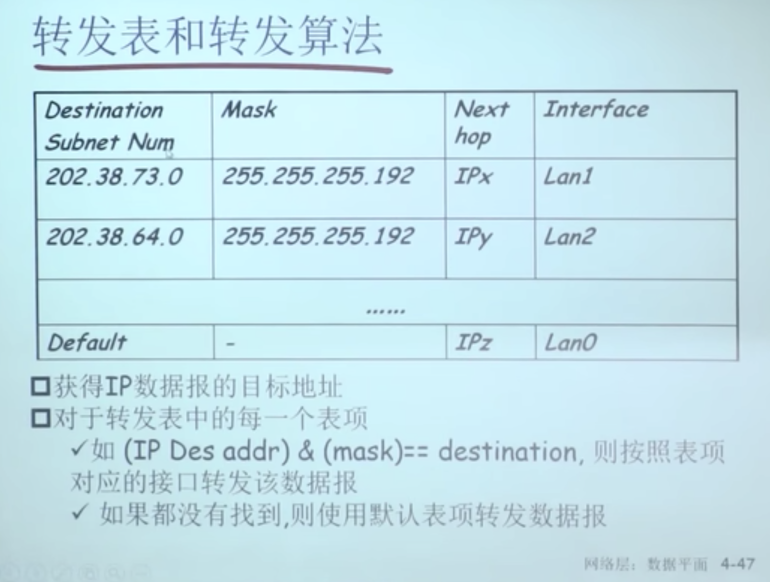 转发表和转发算法
Destination Subnet Num Mask Next hop Interface
202.38.73.0 255.255.255.192 IPx Lan1
202.38.64.0 255.255.255.192 IPy Lan2
……
Default - IPz Lan0
获得IP数据报的目标地址
对于转发表中的每一个表项
✓如 (IP Des addr) & (mask)== destination, 则按照表项
对应的接口转发该数据报
✓ 如果都没有找到,则使用默认表项转发数据报
网络层：数据平面 4-47